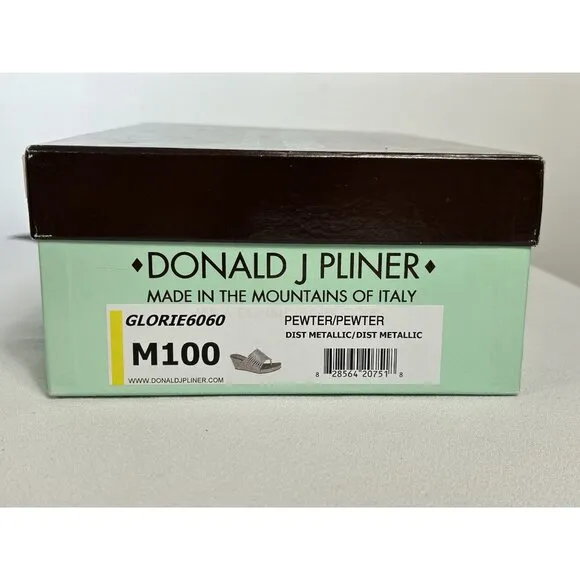 ♦DONALD J PLINER♦
MADE IN THE MOUNTAINS OF ITALY
GLORIE6060
PEWTER/PEWTER
DIST METALLIC/DIST METALLIC
M100
8 28564 20751 8
WWW.DONALDJPLINER.COM